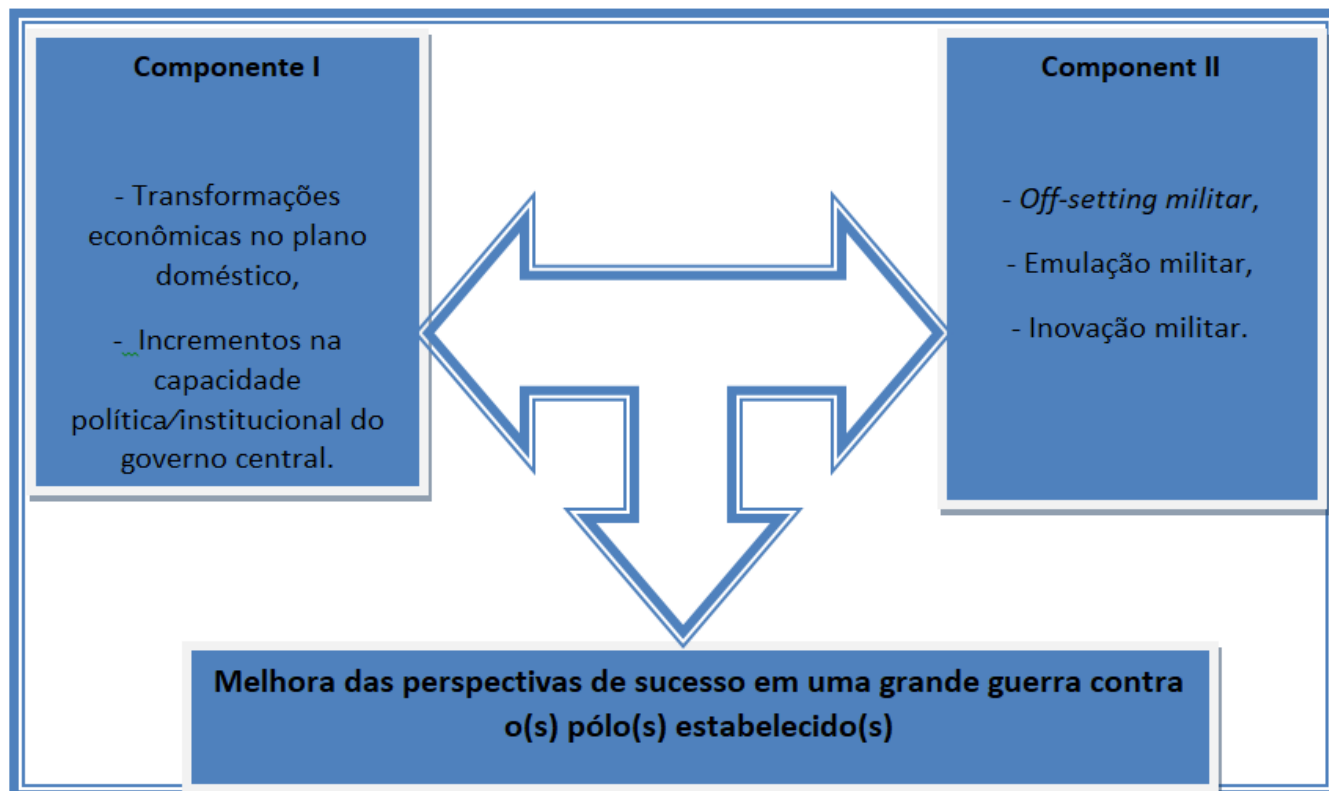 Componente I
- Transformações
econômicas no plano
doméstico,
- Incrementos na
capacidade
política/institucional do
governo central.
Component II
- Off-setting militar,
- Emulação militar,
- Inovação militar.
Melhora das perspectivas de sucesso em uma grande guerra contra
o(s) pólo(s) estabelecido(s)